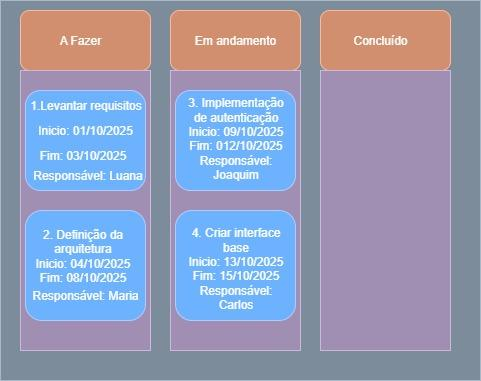 A Fazer
Em andamento
Concluído
1.Levantar requisitos
Inicio: 01/10/2025
Fim: 03/10/2025
Responsável: Luana
2. Definição da
arquitetura
Inicio: 04/10/2025
Fim: 08/10/2025
Responsável: Maria
3. Implementação
de autenticação
Inicio: 09/10/2025
Fim: 012/10/2025
Responsável:
Joaquim
4. Criar interface
base
Inicio: 13/10/2025
Fim: 15/10/2025
Responsável:
Carlos